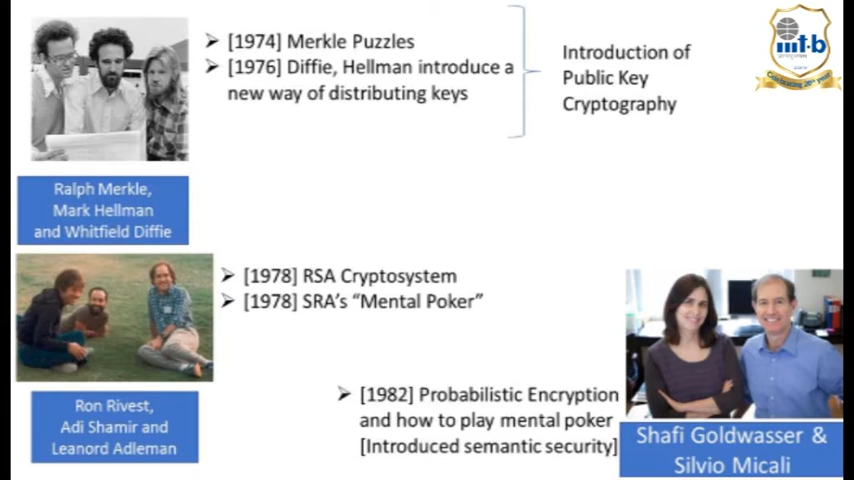 [1974] Merkle Puzzles
[1976] Diffie, Hellman introduce a
new way of distributing keys
Introduction of
Public Key
Cryptography
Ralph Merkle,
Mark Hellman
and Whitfield Diffie
[1978] RSA Cryptosystem
[1978] SRA's "Mental Poker"
Ron Rivest,
Adi Shamir and
Leanord Adleman
[1982] Probabilistic Encryption
and how to play mental poker
[Introduced semantic security]
Shafi Goldwasser &
Silvio Micali